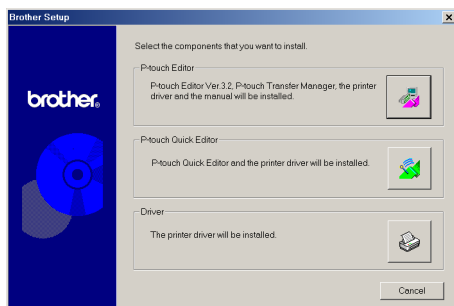 Brother Setup
Select the components that you want to install.
P-touch Editor
P-touch Editor Ver.3.2, P-touch Transfer Manager, the printer
driver and the manual will be installed.
brother®
P-touch Quick Editor
P-touch Quick Editor and the printer driver will be installed.
Driver
The printer driver will be installed.
Cancel